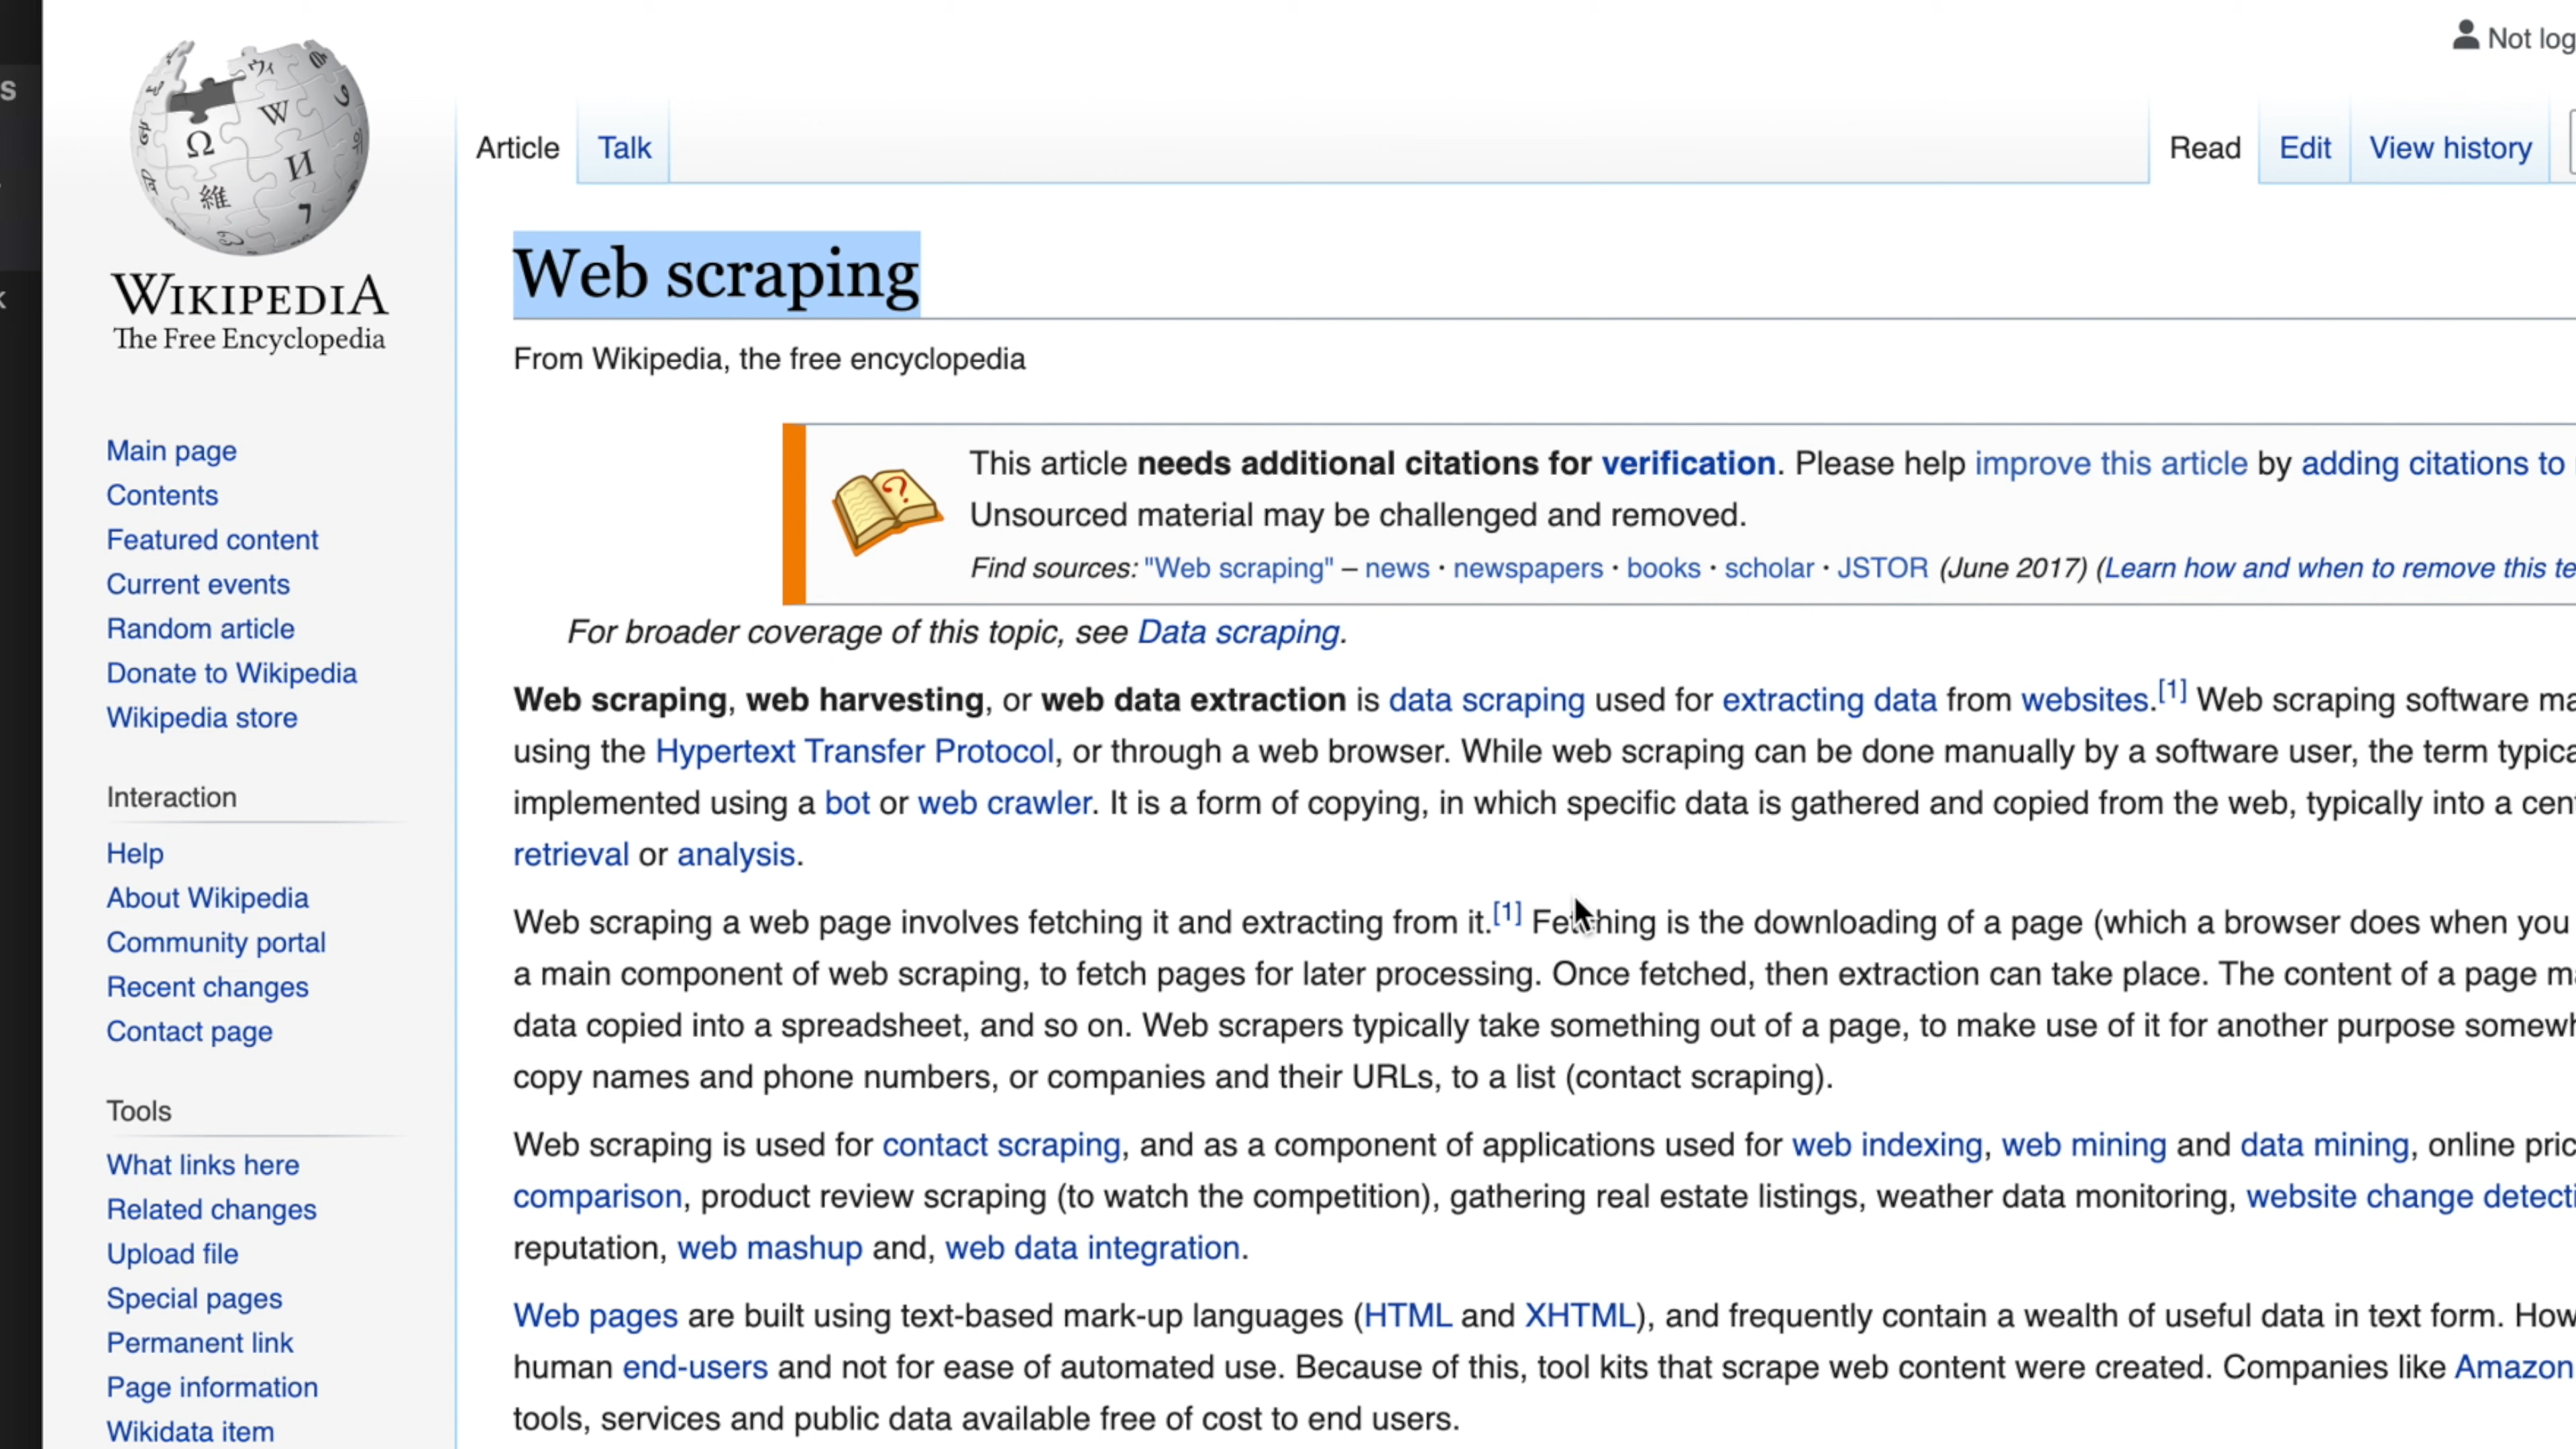 Not log
Article
Talk
Read
Edit
View history
WIKIPEDIA
The Free Encyclopedia
Main page
Contents
Featured content
Current events
Random article
Donate to Wikipedia
Wikipedia store
Interaction
Help
About Wikipedia
Community portal
Recent changes
Contact page
Tools
What links here
Related changes
Upload file
Special pages
Permanent link
Page information
Wikidata item
Web scraping
From Wikipedia, the free encyclopedia
This article needs additional citations for verification. Please help improve this article by adding citations to
Unsourced material may be challenged and removed.
Find sources: "Web scraping" – news · newspapers · books · scholar · JSTOR (June 2017) (Learn how and when to remove this te
For broader coverage of this topic, see Data scraping.
Web scraping, web harvesting, or web data extraction is data scraping used for extracting data from websites.[1] Web scraping software ma
using the Hypertext Transfer Protocol, or through a web browser. While web scraping can be done manually by a software user, the term typica
implemented using a bot or web crawler. It is a form of copying, in which specific data is gathered and copied from the web, typically into a cen
retrieval or analysis.
Web scraping a web page involves fetching it and extracting from it.[1] Fetching is the downloading of a page (which a browser does when you
a main component of web scraping, to fetch pages for later processing. Once fetched, then extraction can take place. The content of a page ma
data copied into a spreadsheet, and so on. Web scrapers typically take something out of a page, to make use of it for another purpose somewh
copy names and phone numbers, or companies and their URLs, to a list (contact scraping).
Web scraping is used for contact scraping, and as a component of applications used for web indexing, web mining and data mining, online pric
comparison, product review scraping (to watch the competition), gathering real estate listings, weather data monitoring, website change detecti
reputation, web mashup and, web data integration.
Web pages are built using text-based mark-up languages (HTML and XHTML), and frequently contain a wealth of useful data in text form. How
human end-users and not for ease of automated use. Because of this, tool kits that scrape web content were created. Companies like Amazon
tools, services and public data available free of cost to end users.